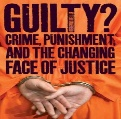 GUILTY?
CRIME, PUNISHMENT,
AND THE CHANGING
FACE OF JUSTICE